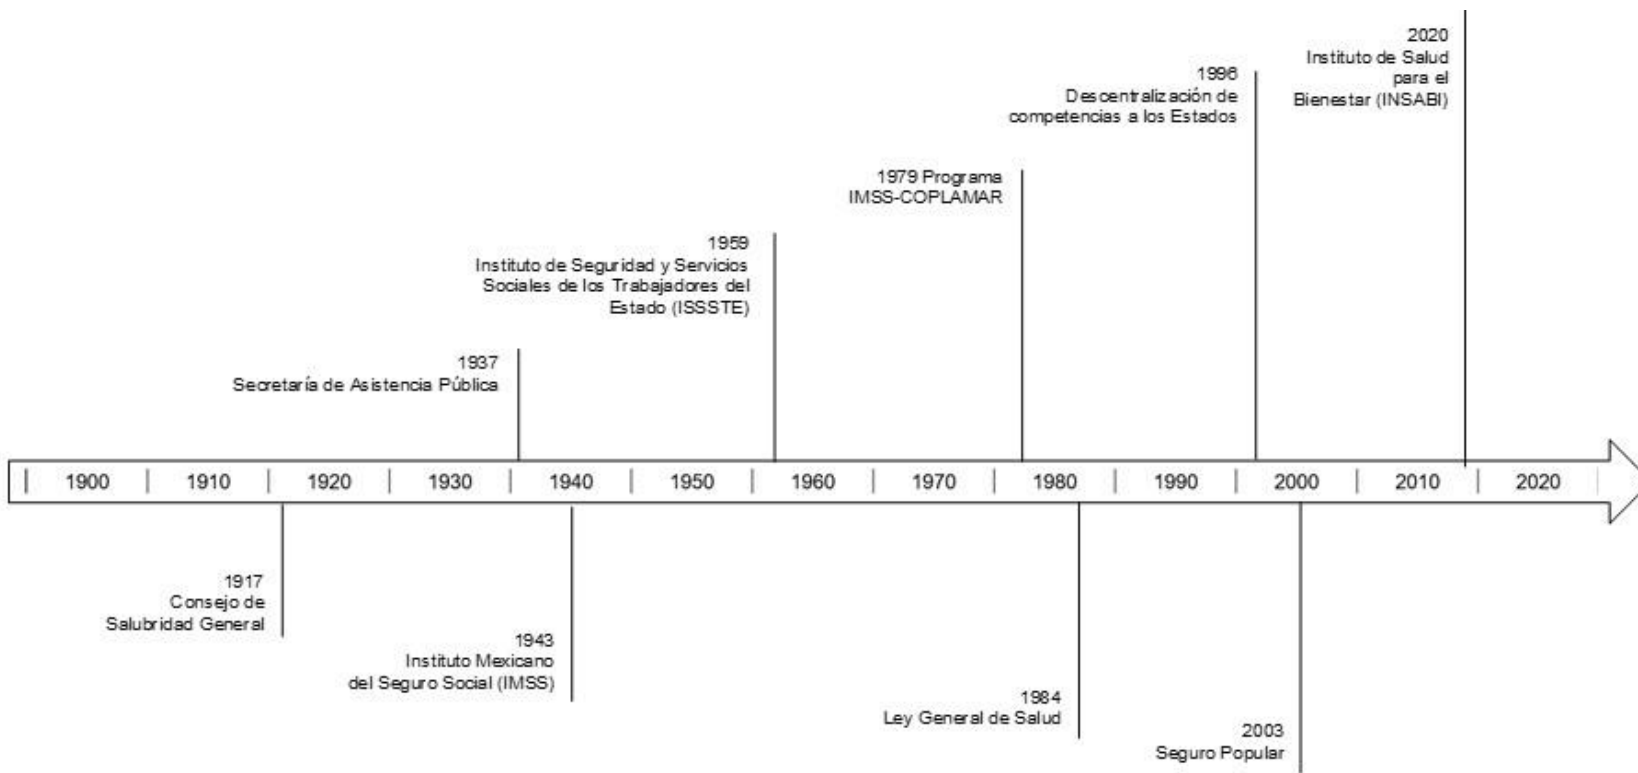 2020
Instituto de Salud
para el
Bienestar (INSABI)
1996
Descentralización de
competencias a los Estados
1979 Programa
IMSS-COPLAMAR
1959
Instituto de Seguridad y Servicios
Sociales de los Trabajadores del
Estado (ISSSTE)
1937
Secretaría de Asistencia Pública
1900 1910 1920 1930 1940 1950 1960 1970 1980 1990 2000 2010 2020
1917
Consejo de
Salubridad General
1943
Instituto Mexicano
del Seguro Social (IMSS)
1984
Ley General de Salud
2003
Seguro Popular